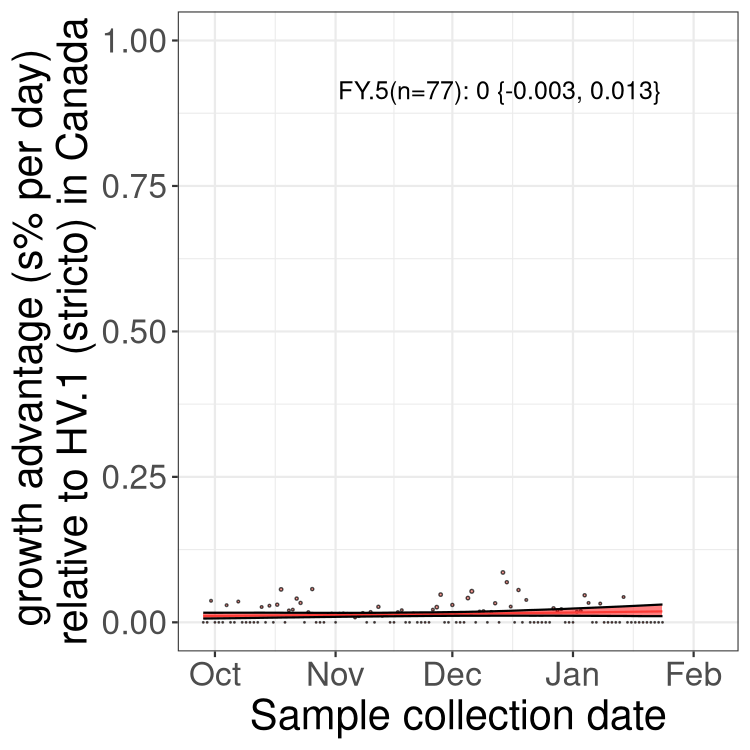 growth advantage (s% per day)
relative to HV.1 (stricto) in Canada
1.00
0.75
0.50
0.25
0.00
FY.5(n=77): 0 {-0.003, 0.013}
Oct
Nov
Dec
Jan
Feb
Sample collection date